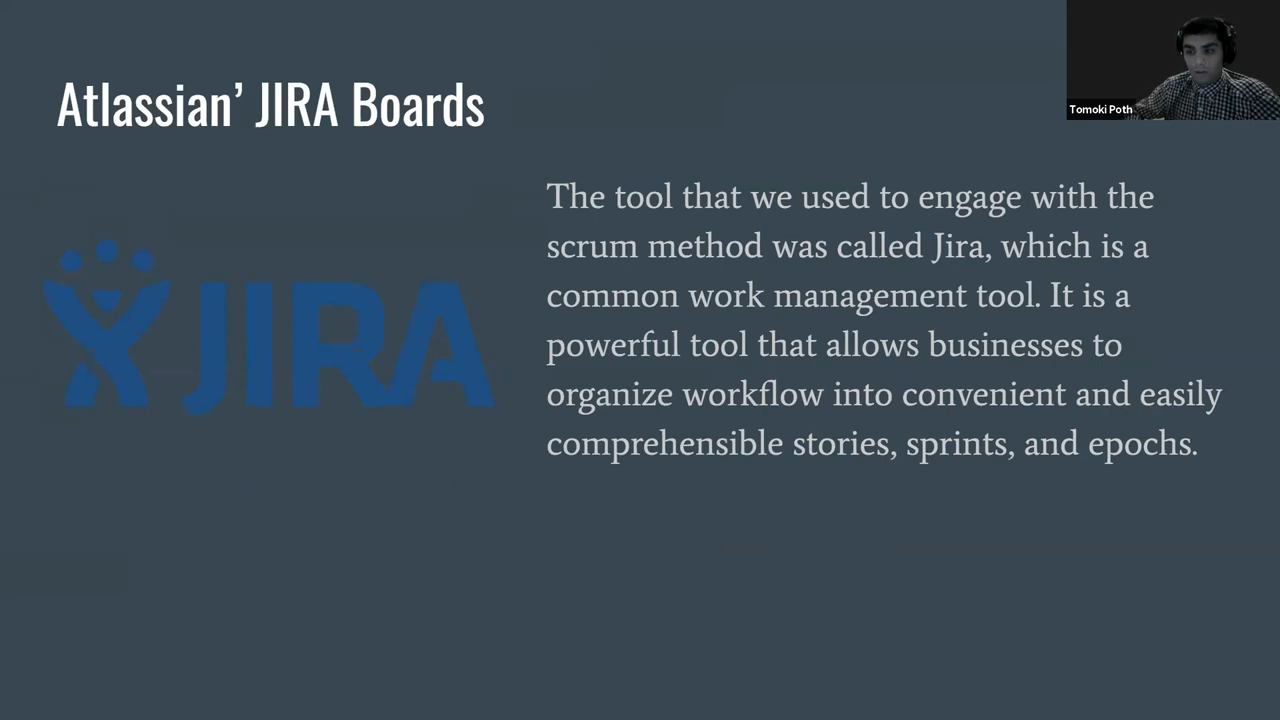 Atlassian’ JIRA Boards
Tomoki Poth
JIRA
The tool that we used to engage with the
scrum method was called Jira, which is a
common work management tool. It is a
powerful tool that allows businesses to
organize workflow into convenient and easily
comprehensible stories, sprints, and epochs.